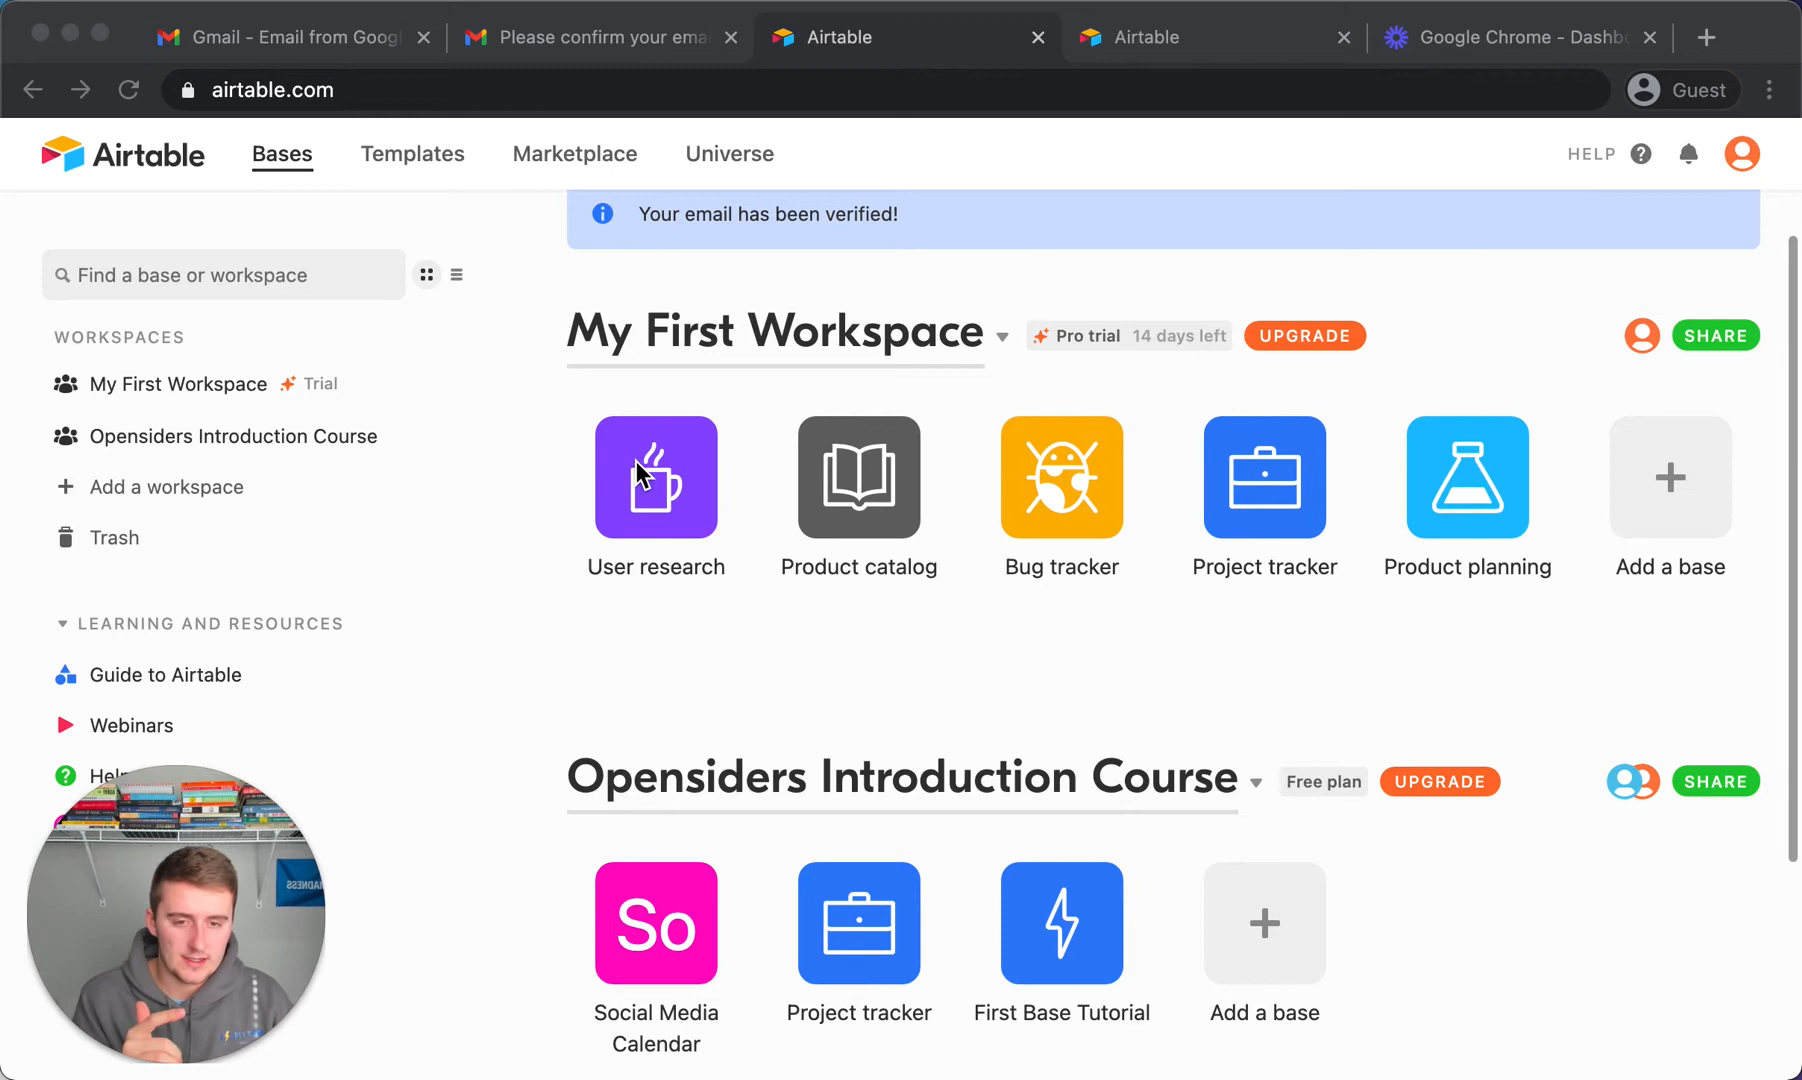 Gmail - Email from Googl
Please confirm your emai
Airtable
Airtable
Google Chrome - Dashbo
airtable.com
Guest
Airtable
Bases
Templates
Marketplace
Universe
HELP
Your email has been verified!
Find a base or workspace
WORKSPACES
My First Workspace
Trial
Opensiders Introduction Course
Add a workspace
Trash
LEARNING AND RESOURCES
Guide to Airtable
Webinars
Help
My First Workspace
Pro trial 14 days left
UPGRADE
SHARE
User research
Product catalog
Bug tracker
Project tracker
Product planning
Add a base
Opensiders Introduction Course
Free plan
UPGRADE
SHARE
So
Social Media
Calendar
Project tracker
First Base Tutorial
Add a base